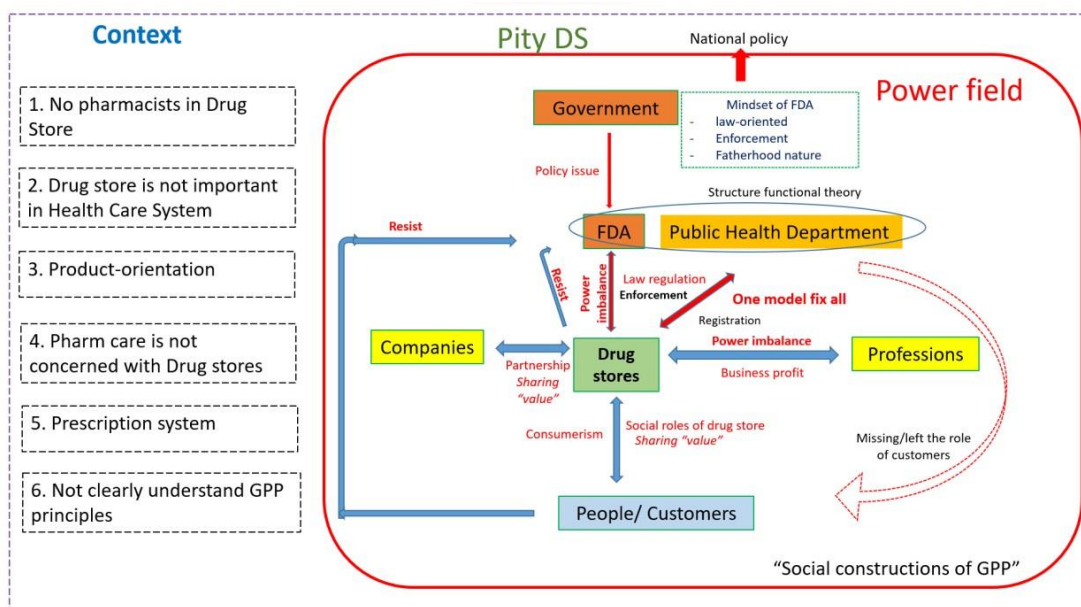 Context
1. No pharmacists in Drug
Store
2. Drug store is not important
in Health Care System
3. Product-orientation
4. Pharm care is not
concerned with Drug stores
5. Prescription system
6. Not clearly understand GPP
principles
Pity DS
National policy
Power field
Government
Mindset of FDA
- law-oriented
- Enforcement
- Fatherhood nature
Policy issue
Structure functional theory
Resist
FDA
Public Health Department
Resist
Power
imbalance
Law regulation
Enforcement
One model fix all
Registration
Companies
Partnership
Sharing
"value"
Drug
stores
Power imbalance
Business profit
Professions
Consumerism
Social roles of drug store
Sharing "value"
Missing/left the role
of customers
People/ Customers
"Social constructions of GPP"